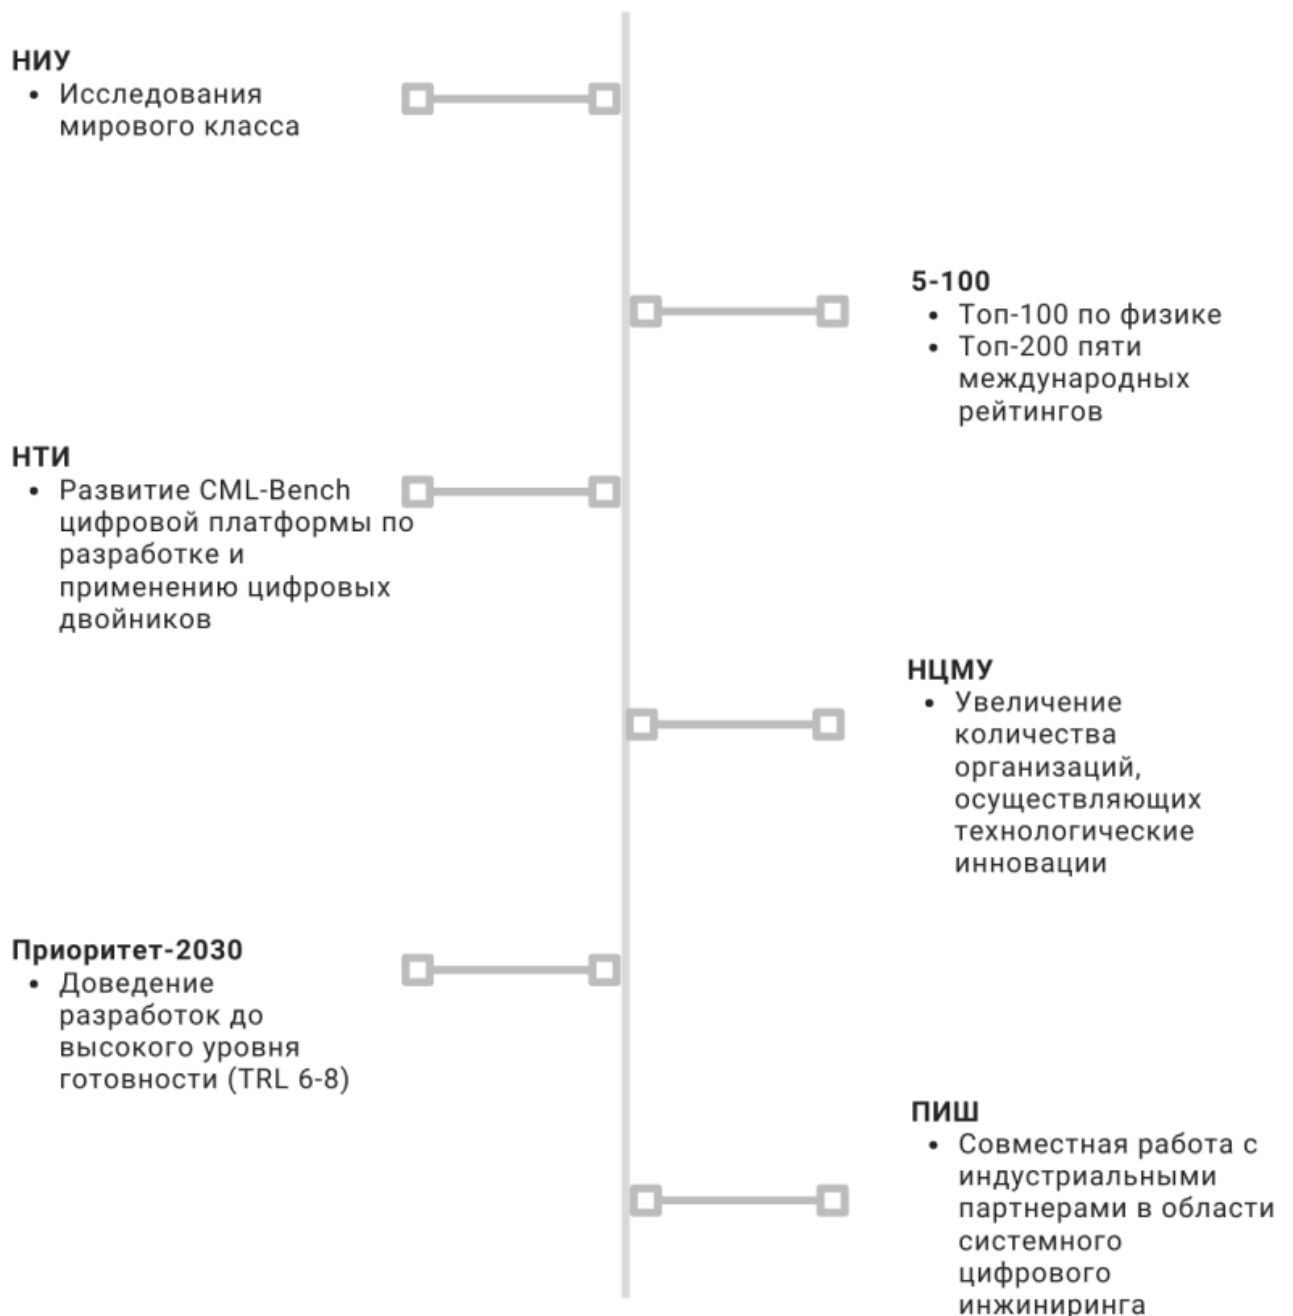 НИУ
• Исследования
мирового класса
5-100
• Топ-100 по физике
• Топ-200 пяти
международных
рейтингов
НТИ
• Развитие CML-Bench
цифровой платформы по
разработке и
применению цифровых
двойников
НЦМУ
• Увеличение
количества
организаций,
осуществляющих
технологические
инновации
Приоритет-2030
• Доведение
разработок до
высокого уровня
готовности (TRL 6-8)
ПИШ
• Совместная работа с
индустриальными
партнерами в области
системного
цифрового
инжиниринга